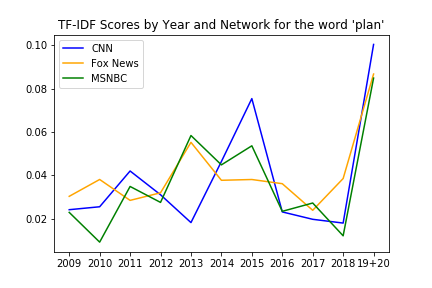 TF-IDF Scores by Year and Network for the word 'plan'
CNN
Fox News
MSNBC
0.10
0.08
0.06
0.04
0.02
2009 2010 2011 2012 2013 2014 2015 2016 2017 2018 19+20